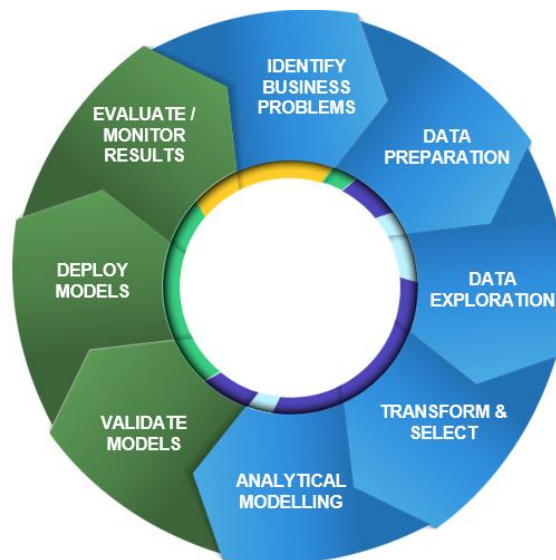 IDENTIFY
BUSINESS
PROBLEMS
DATA
PREPARATION
DATA
EXPLORATION
TRANSFORM &
SELECT
ANALYTICAL
MODELLING
VALIDATE
MODELS
DEPLOY
MODELS
EVALUATE /
MONITOR
RESULTS